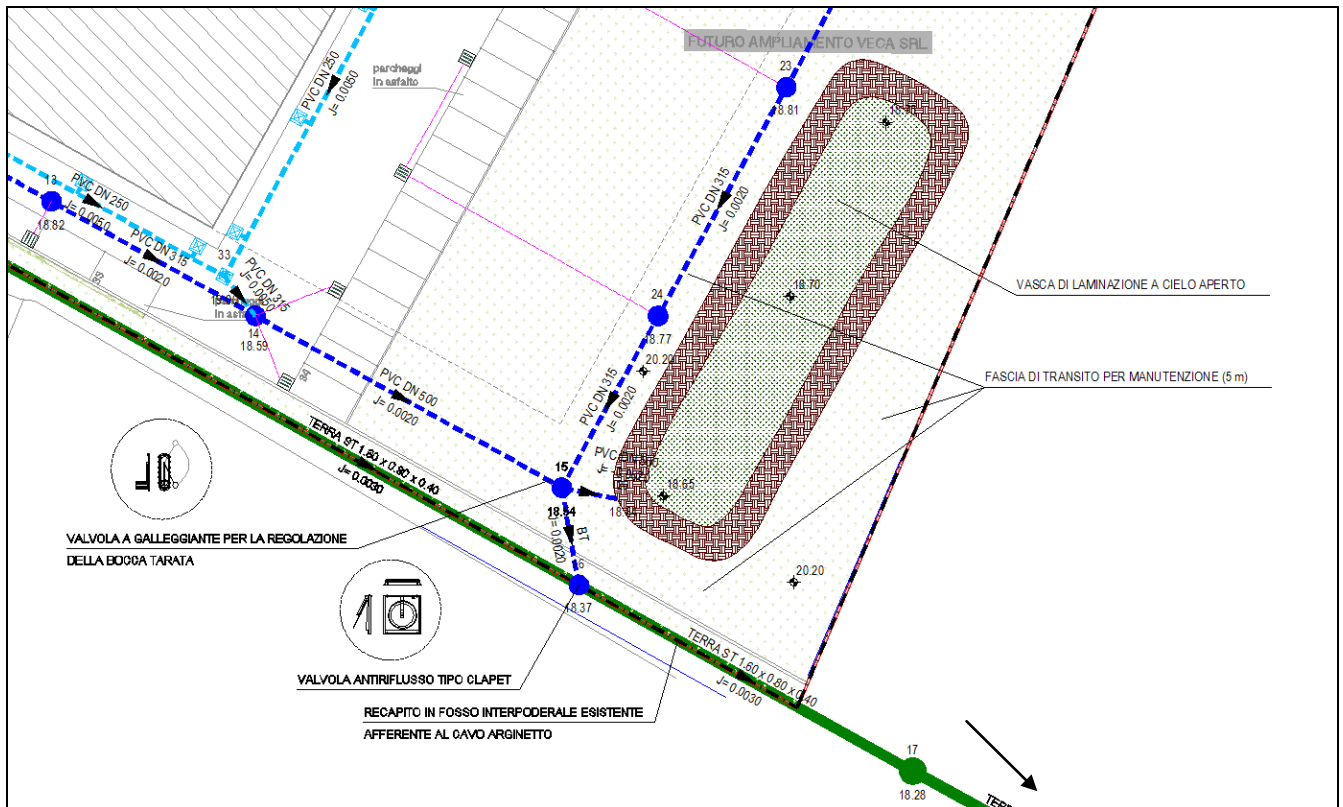 FUTURO AMPLIAMENTO VECA SRL
23
18.81
parcheggi
in asfalto
PVC DN 250
J= 0.0050
PVC DN 315
J= 0.0020
18.70
VASCA DI LAMINAZIONE A CIELO APERTO
13
18.82
PVC DN 250
J= 0.0050
PVC DN 315
J= 0.0020
33
PVC DN 315
J= 0.0050
in asfalto
14
18.59
24
18.77
20.20
FASCIA DI TRANSITO PER MANUTENZIONE (5 m)
PVC DN 315
J= 0.0020
PVC DN 500
J= 0.0020
TERRA ST 1.60 x 0.80 x 0.40
J= 0.0030
15
18.65
VALVOLA A GALLEGGIANTE PER LA REGOLAZIONE
DELLA BOCCA TARATA
BT
J= 0.0020
18.37
20.20
VALVOLA ANTIRIFLUSSO TIPO CLAPET
TERRA ST 1.60 x 0.80 x 0.40
J= 0.0030
RECAPITO IN FOSSO INTERPODERALE ESISTENTE
AFFERENTE AL CAVO ARGINETTO
17
18.28